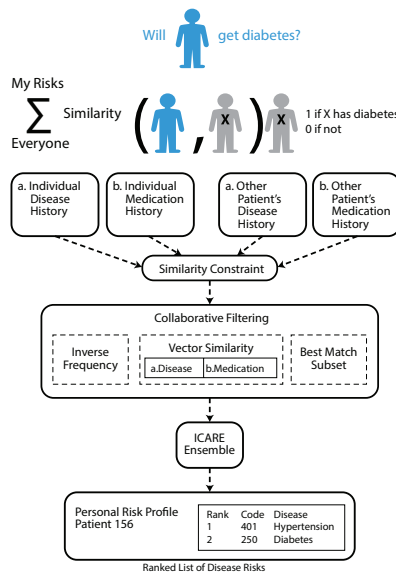 Will get diabetes?
My Risks
∑ Similarity ( , X ) X 1 if X has diabetes
0 if not
Everyone
a. Individual
Disease
History
b. Individual
Medication
History
a. Other
Patient's
Disease
History
b. Other
Patient's
Medication
History
Similarity Constraint
Collaborative Filtering
Inverse
Frequency
Vector Similarity
a.Disease b.Medication
Best Match
Subset
ICARE
Ensemble
Personal Risk Profile
Patient 156
Rank Code Disease
1 401 Hypertension
2 250 Diabetes
Ranked List of Disease Risks